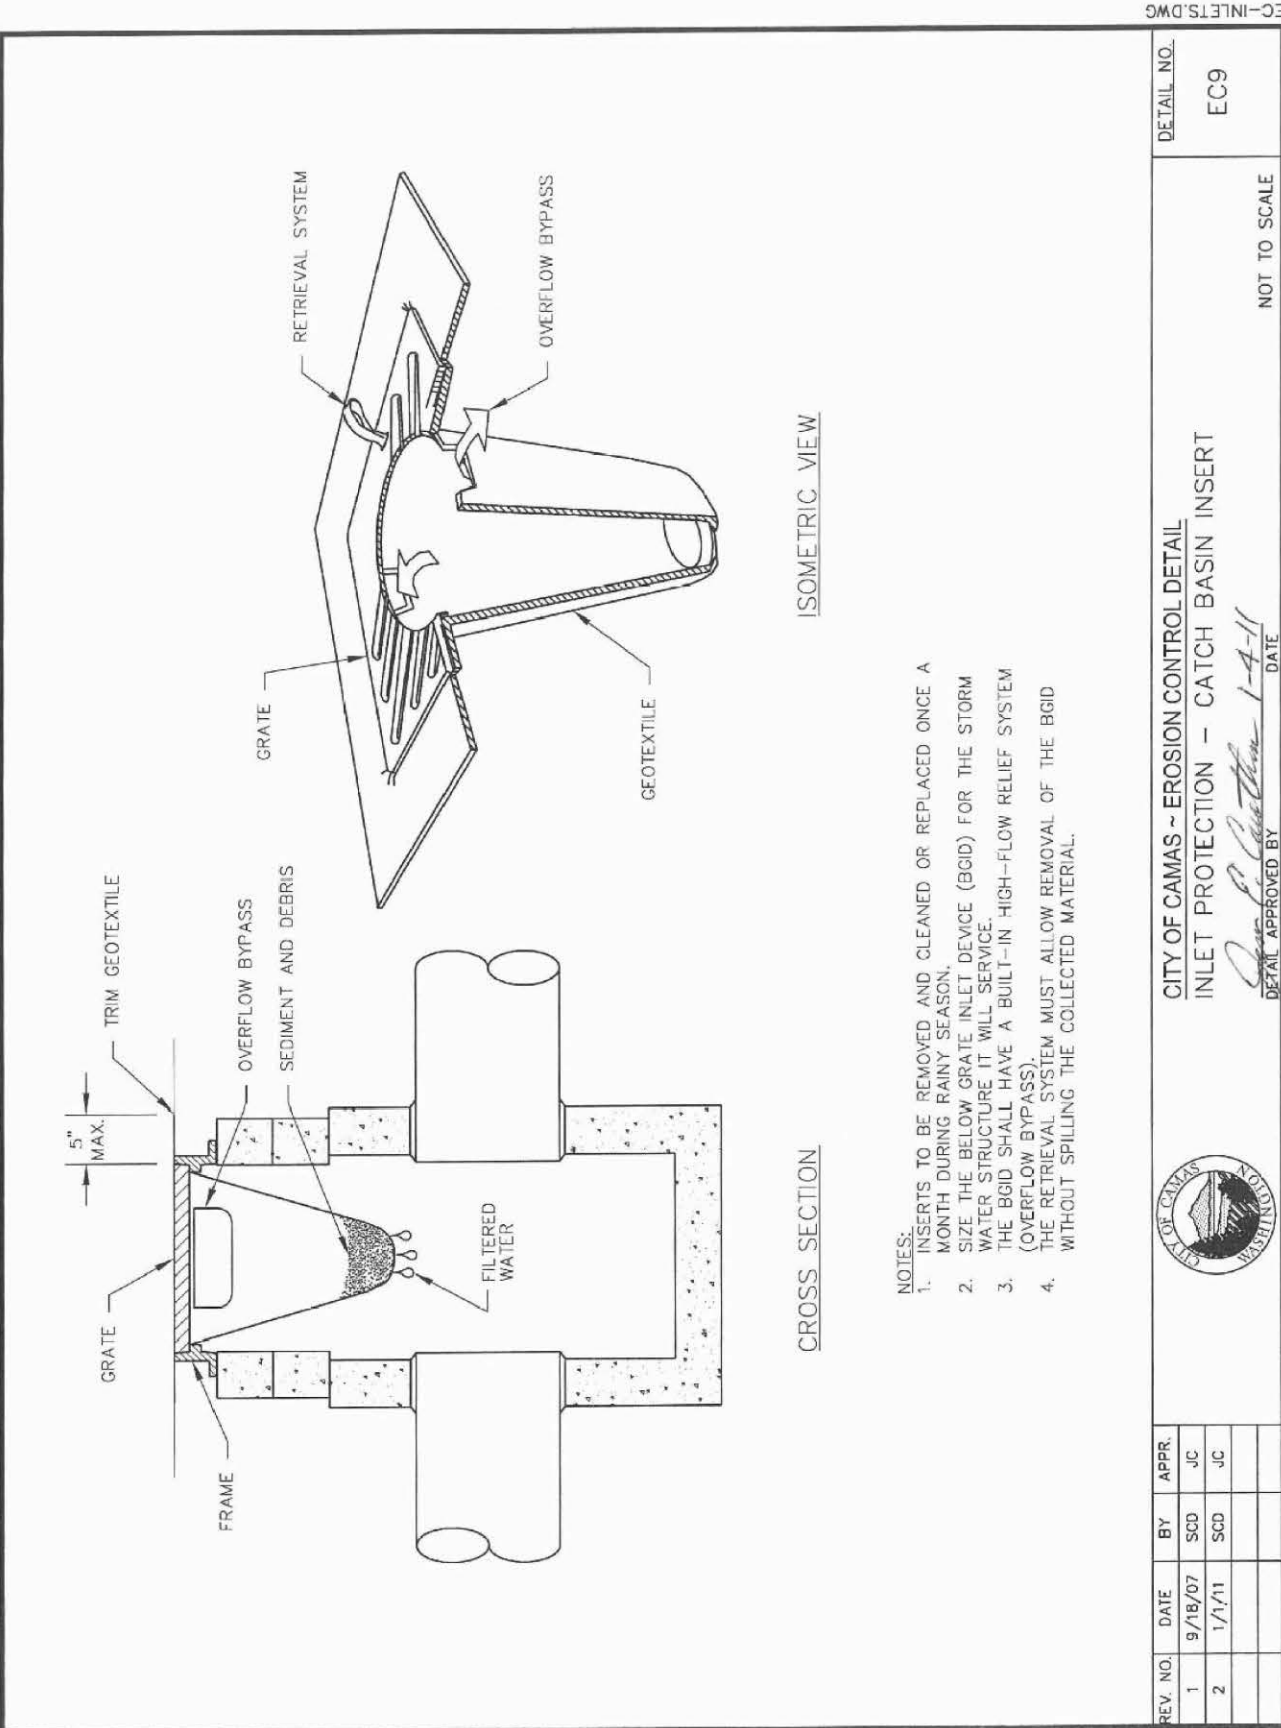 EC-INLETS.DWG
5"
MAX.
TRIM GEOTEXTILE
GRATE
OVERFLOW BYPASS
FRAME
SEDIMENT AND DEBRIS
FILTERED
WATER
CROSS SECTION
RETRIEVAL SYSTEM
GRATE
OVERFLOW BYPASS
GEOTEXTILE
ISOMETRIC VIEW
NOTES:
1. INSERTS TO BE REMOVED AND CLEANED OR REPLACED ONCE A
MONTH DURING RAINY SEASON.
2. SIZE THE BELOW GRATE INLET DEVICE (BGID) FOR THE STORM
WATER STRUCTURE IT WILL SERVICE.
3. THE BGID SHALL HAVE A BUILT-IN HIGH-FLOW RELIEF SYSTEM
(OVERFLOW BYPASS).
4. THE RETRIEVAL SYSTEM MUST ALLOW REMOVAL OF THE BGID
WITHOUT SPILLING THE COLLECTED MATERIAL.
REV. NO. DATE BY APPR.
1 9/18/07 SCD JC
2 1/1/11 SCD JC
CITY OF CAMAS
WASHINGTON
CITY OF CAMAS ~ EROSION CONTROL DETAIL
INLET PROTECTION - CATCH BASIN INSERT
1-4-11
DETAIL APPROVED BY DATE
NOT TO SCALE
DETAIL NO.
EC9